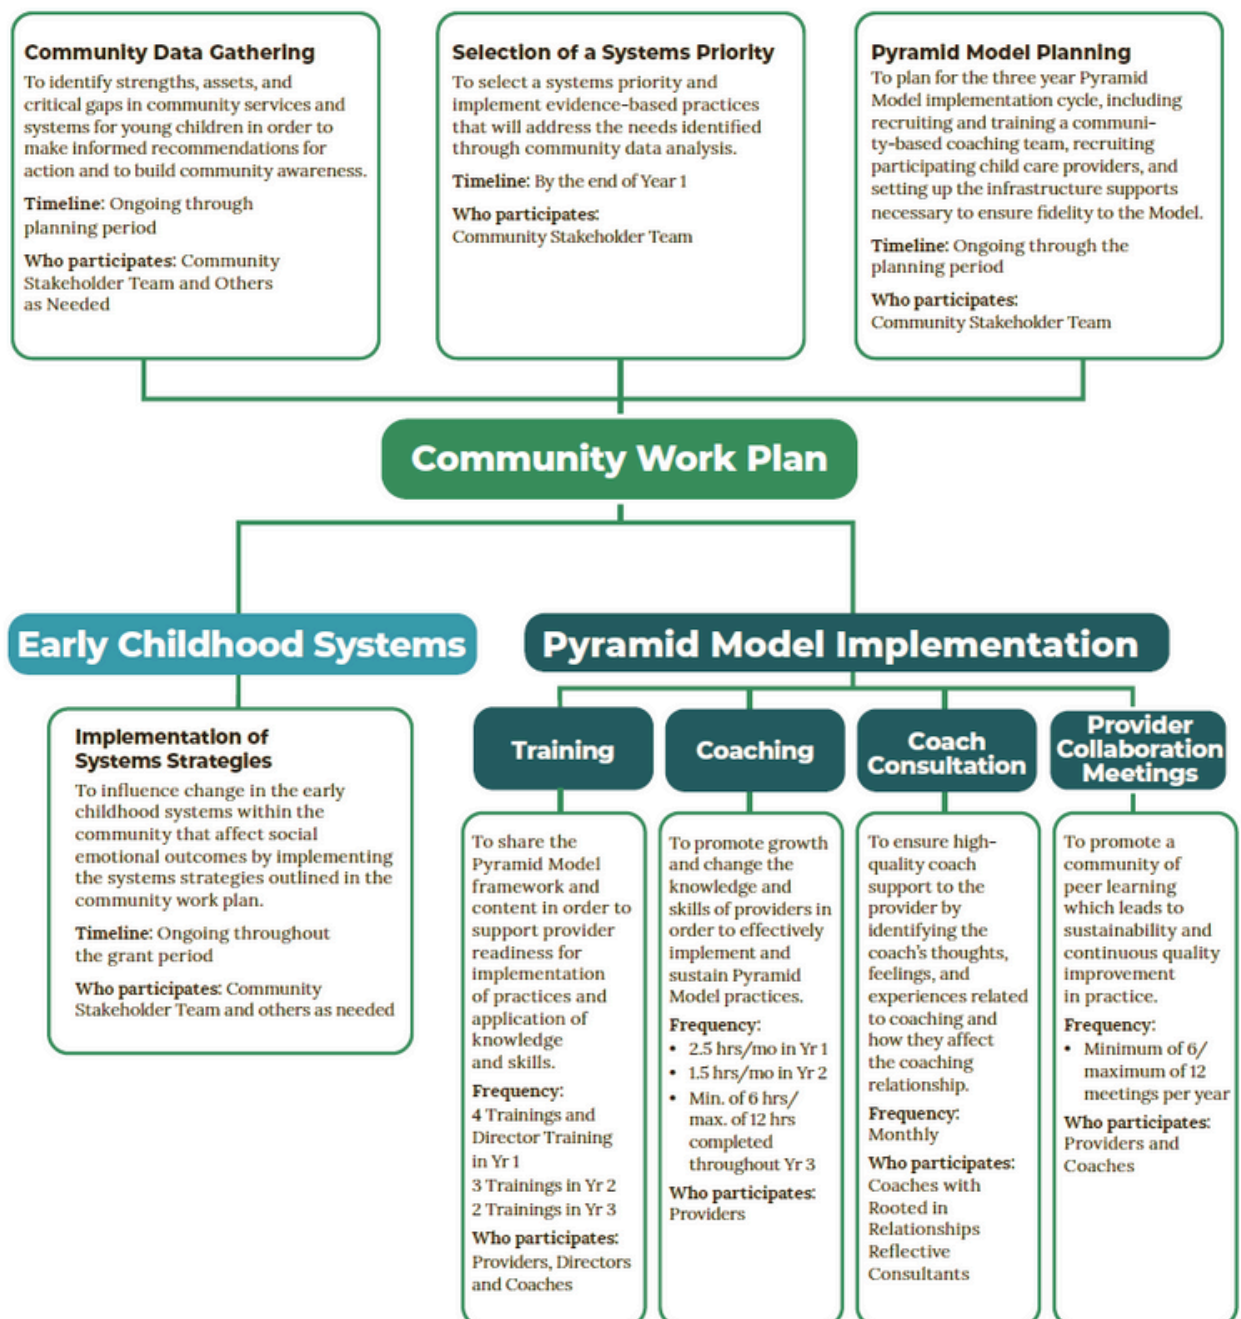 Community Data Gathering
To identify strengths, assets, and
critical gaps in community services and
systems for young children in order to
make informed recommendations for
action and to build community awareness.
Timeline: Ongoing through
planning period
Who participates: Community
Stakeholder Team and Others
as Needed
Selection of a Systems Priority
To select a systems priority and
implement evidence-based practices
that will address the needs identified
through community data analysis.
Timeline: By the end of Year 1
Who participates:
Community Stakeholder Team
Pyramid Model Planning
To plan for the three year Pyramid
Model implementation cycle, including
recruiting and training a communi-
ty-based coaching team, recruiting
participating child care providers, and
setting up the infrastructure supports
necessary to ensure fidelity to the Model.
Timeline: Ongoing through the
planning period
Who participates:
Community Stakeholder Team
Community Work Plan
Early Childhood Systems
Implementation of
Systems Strategies
To influence change in the early
childhood systems within the
community that affect social
emotional outcomes by implementing
the systems strategies outlined in the
community work plan.
Timeline: Ongoing throughout
the grant period
Who participates: Community
Stakeholder Team and others as needed
Pyramid Model Implementation
Training
To share the
Pyramid Model
framework and
content in order to
support provider
readiness for
implementation
of practices and
application of
knowledge
and skills.
Frequency:
4 Trainings and
Director Training
in Yr 1
3 Trainings in Yr 2
2 Trainings in Yr 3
Who participates:
Providers, Directors
and Coaches
Coaching
To promote growth
and change the
knowledge and
skills of providers in
order to effectively
implement and
sustain Pyramid
Model practices.
Frequency:
• 2.5 hrs/mo in Yr 1
• 1.5 hrs/mo in Yr 2
• Min. of 6 hrs/
max. of 12 hrs
completed
throughout Yr 3
Who participates:
Providers
Coach
Consultation
To ensure high-
quality coach
support to the
provider by
identifying the
coach's thoughts,
feelings, and
experiences related
to coaching and
how they affect
the coaching
relationship.
Frequency:
Monthly
Who participates:
Coaches with
Rooted in
Relationships
Reflective
Consultants
Provider
Collaboration
Meetings
To promote a
community of
peer learning
which leads to
sustainability and
continuous quality
improvement
in practice.
Frequency:
• Minimum of 6/
maximum of 12
meetings per year
Who participates:
Providers and
Coaches